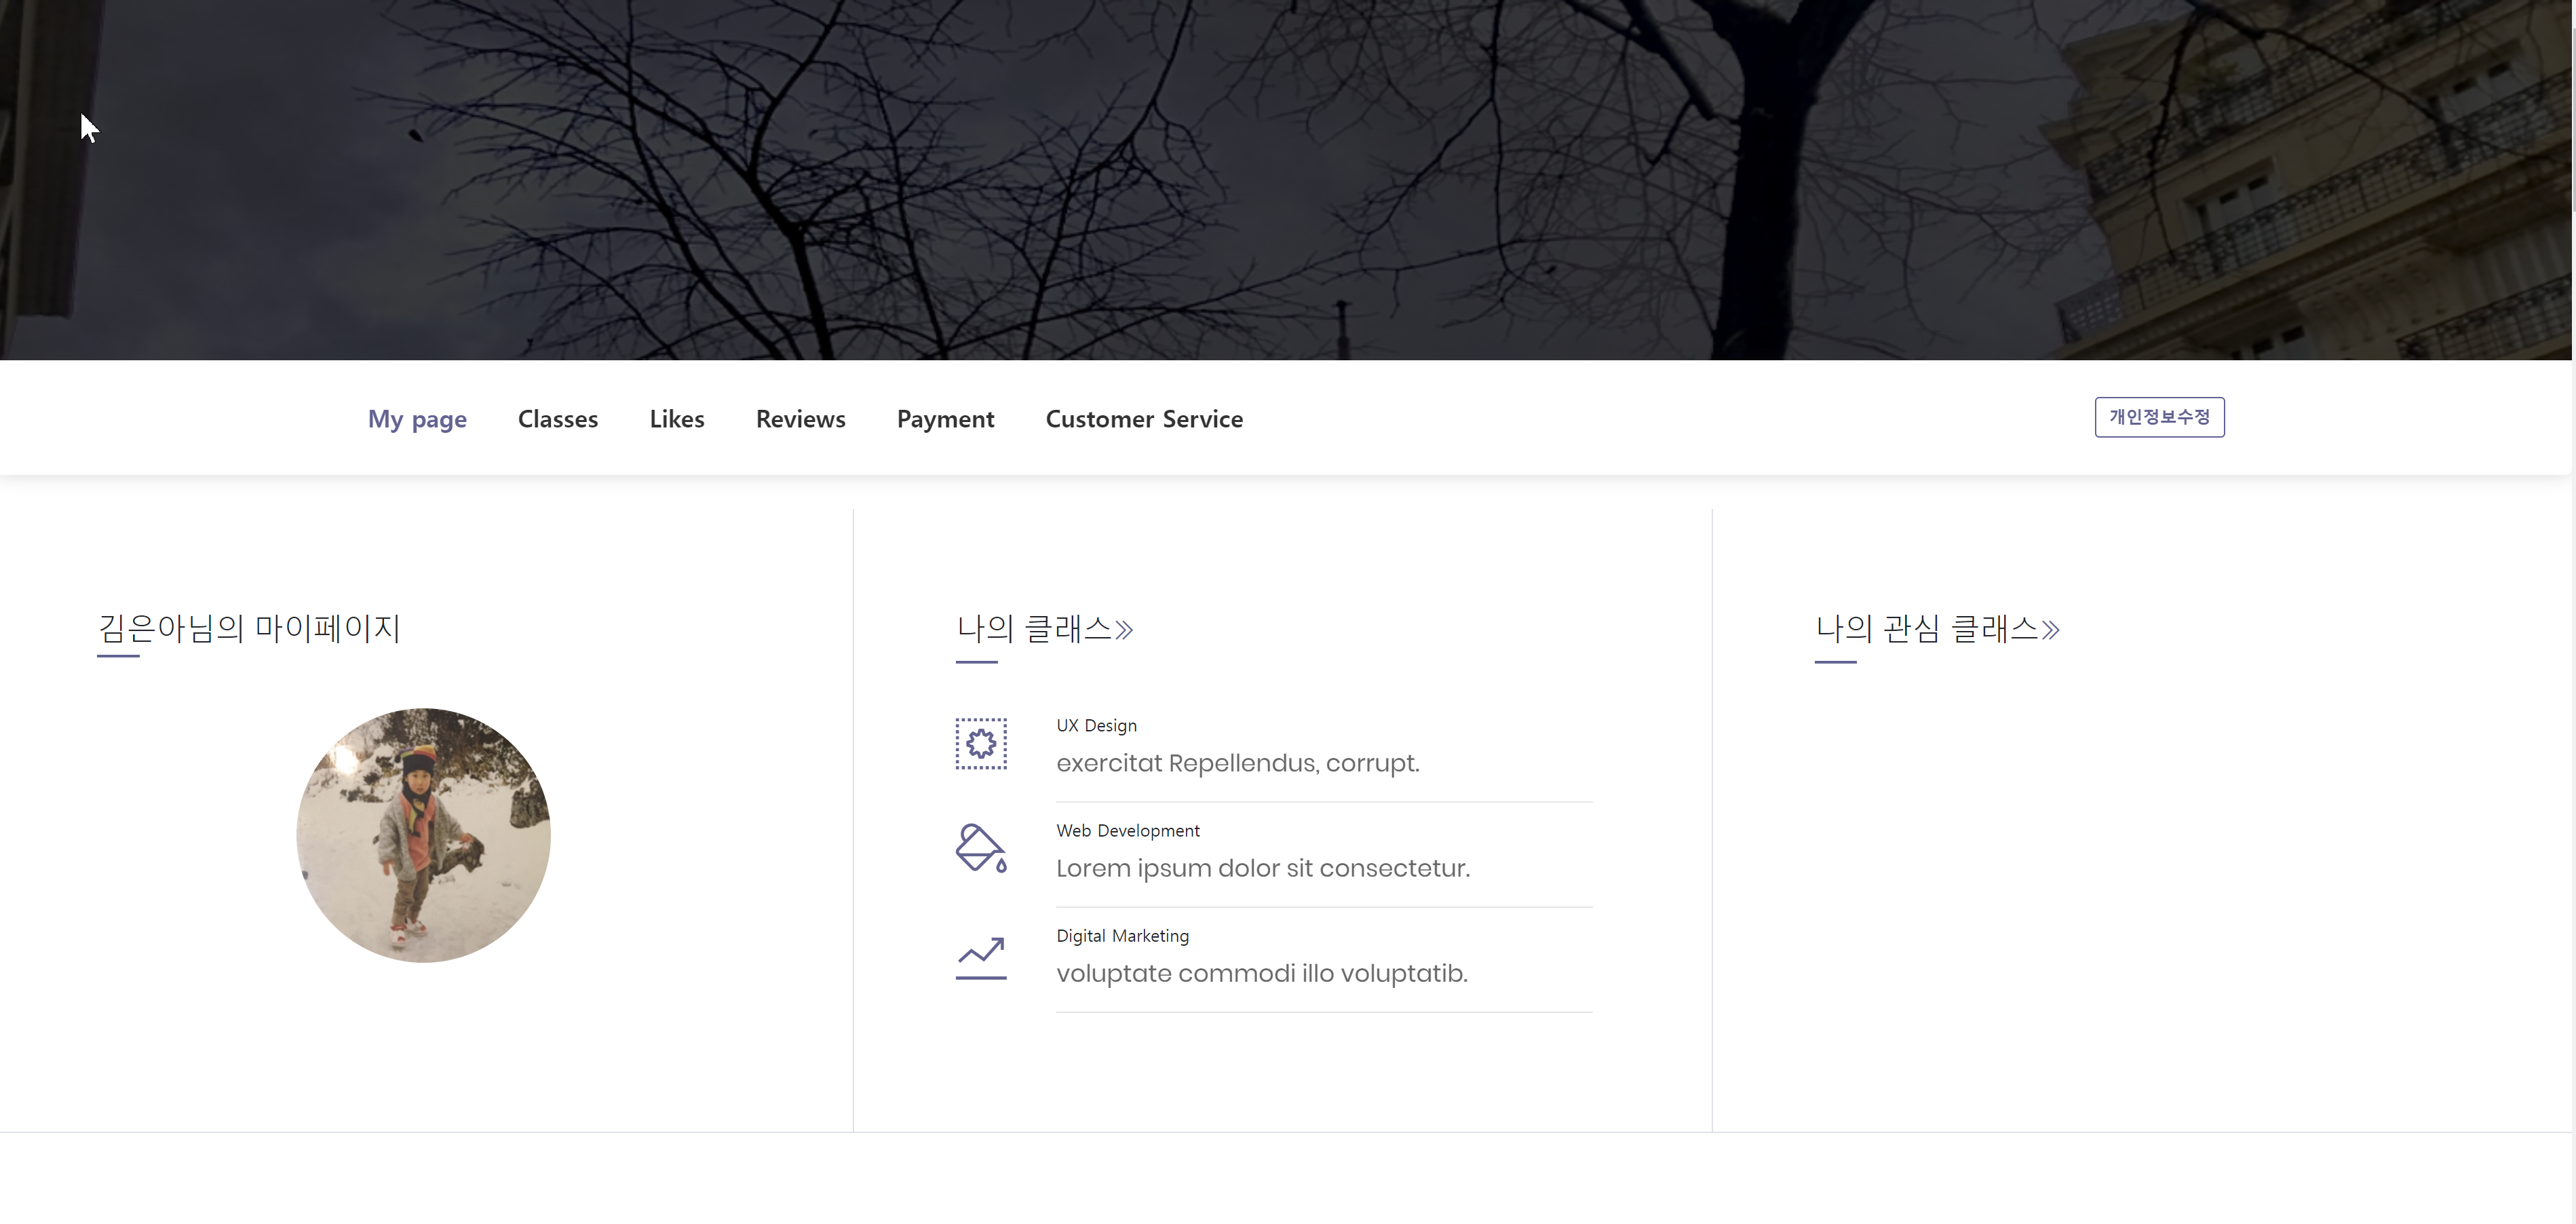 My page Classes Likes Reviews Payment Customer Service 개인정보수정
김은아님의 마이페이지
나의 클래스
UX Design
exercitat Repellendus, corrupt.
Web Development
Lorem ipsum dolor sit consectetur.
Digital Marketing
voluptate commodi illo voluptatib.
나의 관심 클래스